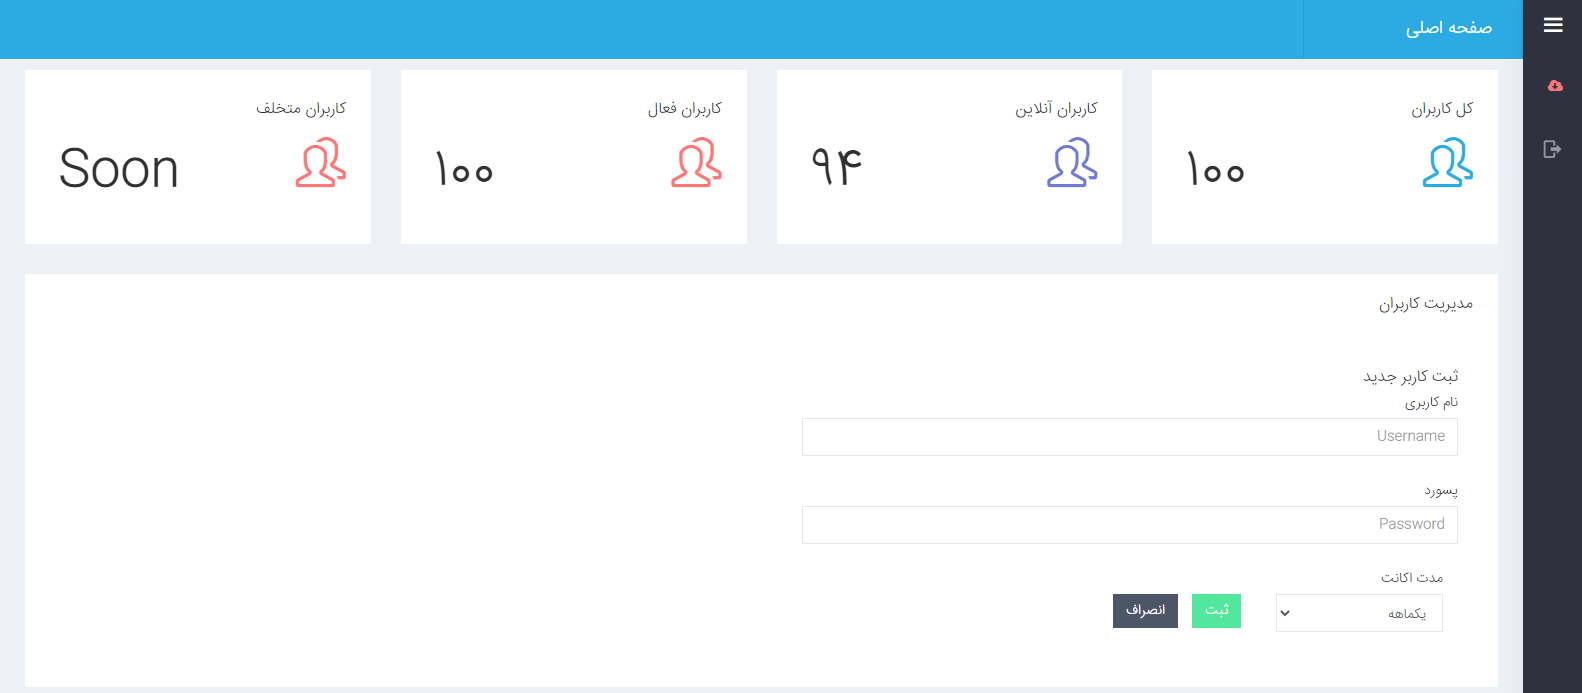 صفحه اصلی
کل کاربران
۱۰۰
کاربران آنلاین
۹۴
کاربران فعال
۱۰۰
کاربران متخلف
Soon
مدیریت کاربران
ثبت کاربر جدید
نام کاربری
Username
پسورد
Password
مدت اکانت
یکماهه
ثبت
انصراف